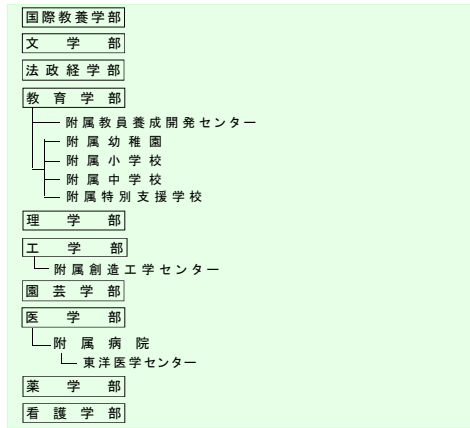 国際教養学部
文学部
法政経学部
教育学部
附属教員養成開発センター
附属幼稚園
附属小学校
附属中学校
附属特別支援学校
理学部
工学部
附属創造工学センター
園芸学部
医学部
附属病院
東洋医学センター
薬学部
看護学部